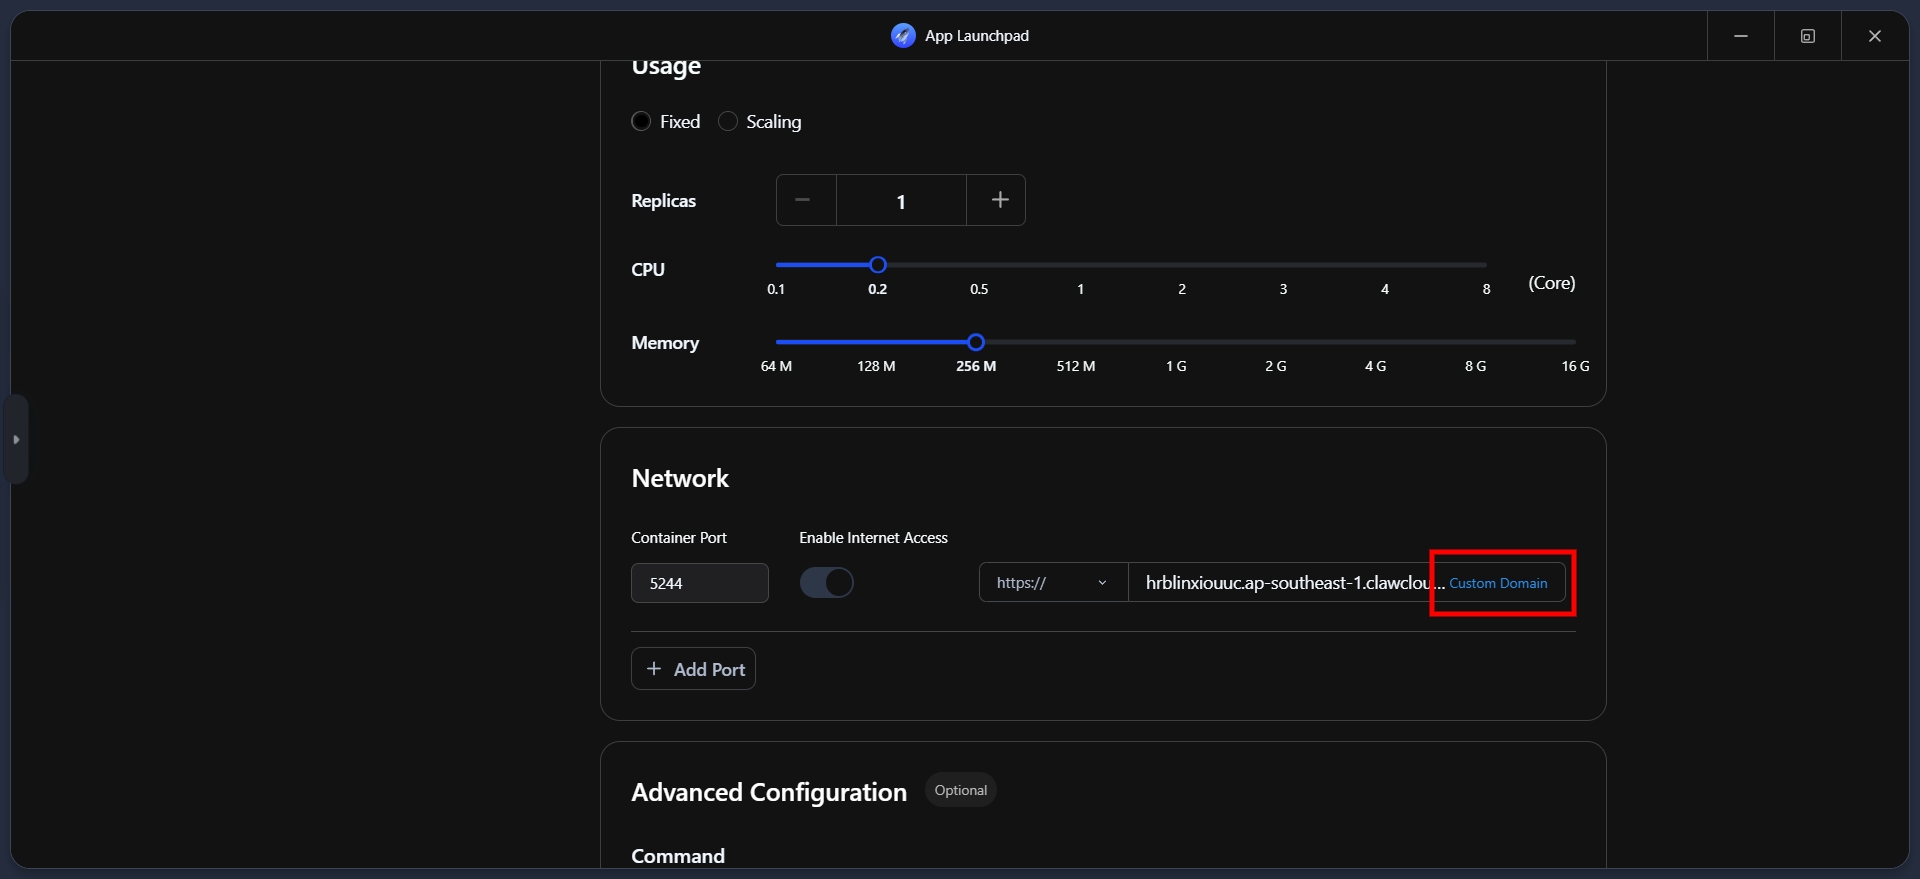 App Launchpad
Usage
Fixed Scaling
Replicas 1
CPU
0.1 0.2 0.5 1 2 3 4 8 (Core)
Memory
64 M 128 M 256 M 512 M 1 G 2 G 4 G 8 G 16 G
Network
Container Port Enable Internet Access
5244 https:// hrblinxiouuc.ap-southeast-1.clawclou... Custom Domain
+ Add Port
Advanced Configuration Optional
Command